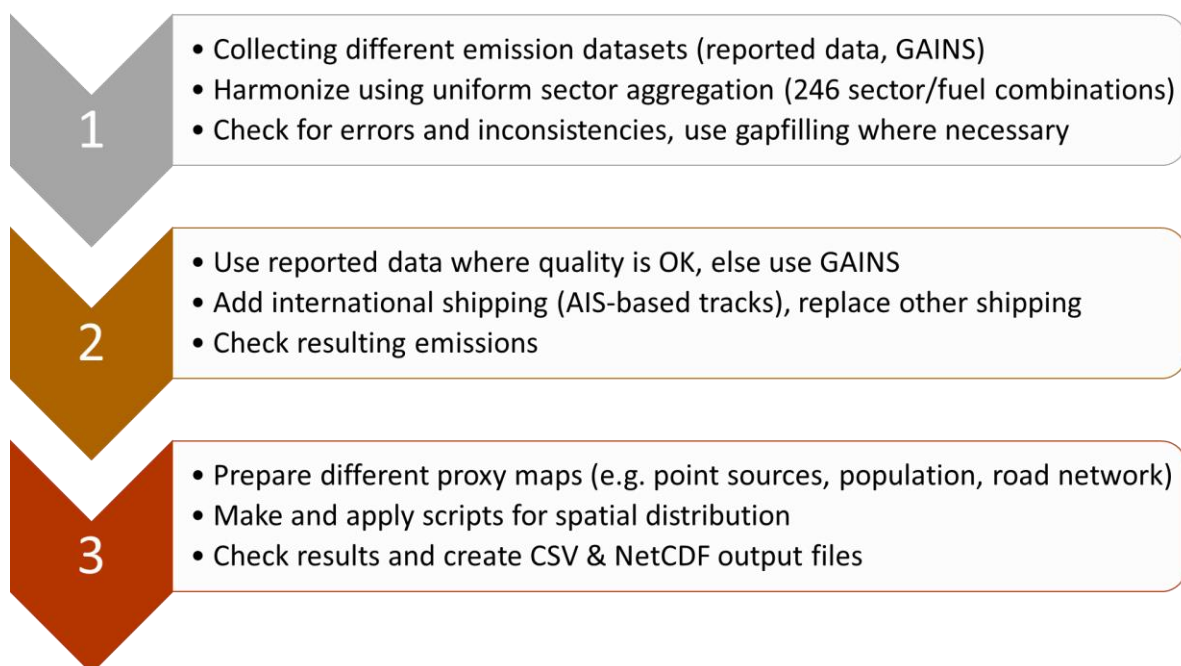 1
• Collecting different emission datasets (reported data, GAINS)
• Harmonize using uniform sector aggregation (246 sector/fuel combinations)
• Check for errors and inconsistencies, use gapfilling where necessary
2
• Use reported data where quality is OK, else use GAINS
• Add international shipping (AIS-based tracks), replace other shipping
• Check resulting emissions
3
• Prepare different proxy maps (e.g. point sources, population, road network)
• Make and apply scripts for spatial distribution
• Check results and create CSV & NetCDF output files